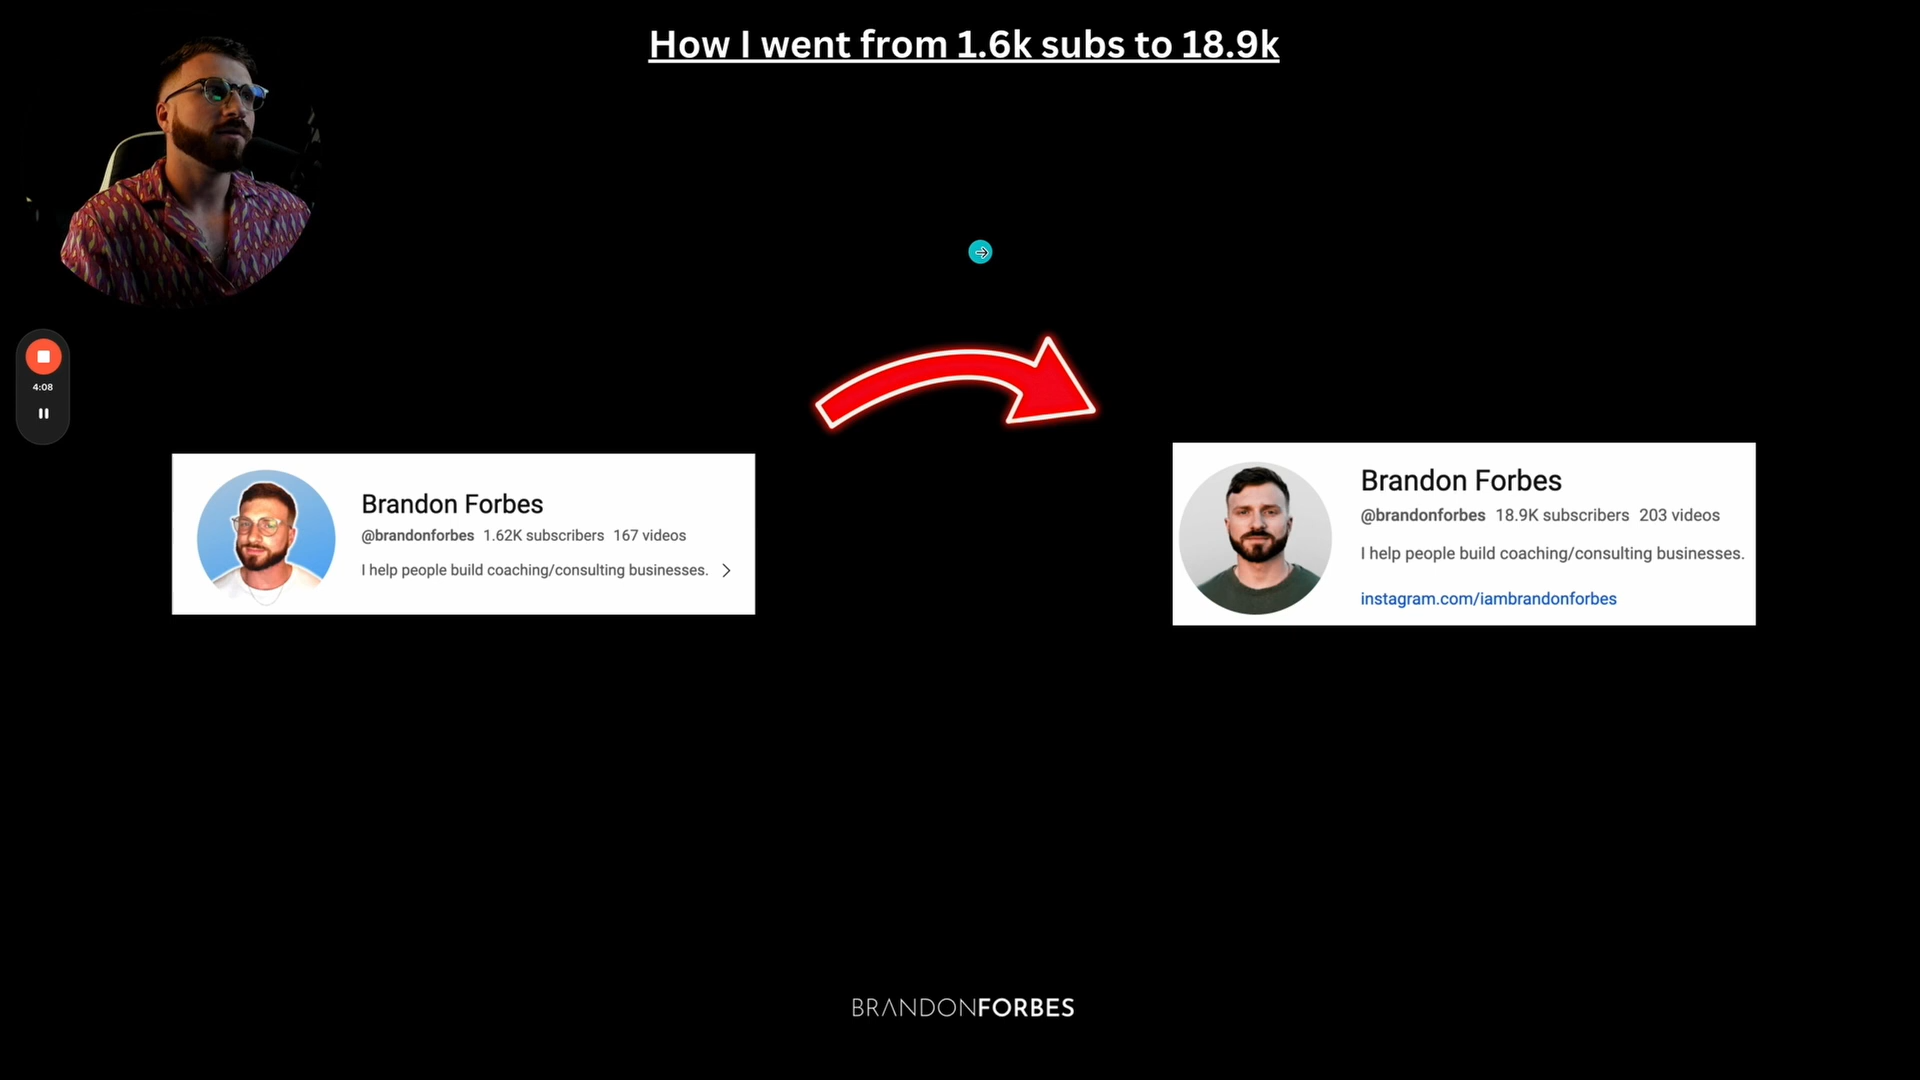 How I went from 1.6k subs to 18.9k
4:08
Brandon Forbes
@brandonforbes 1.62K subscribers 167 videos
I help people build coaching/consulting businesses.
Brandon Forbes
@brandonforbes 18.9K subscribers 203 videos
I help people build coaching/consulting businesses.
instagram.com/iambrandonforbes
BRANDONFORBES